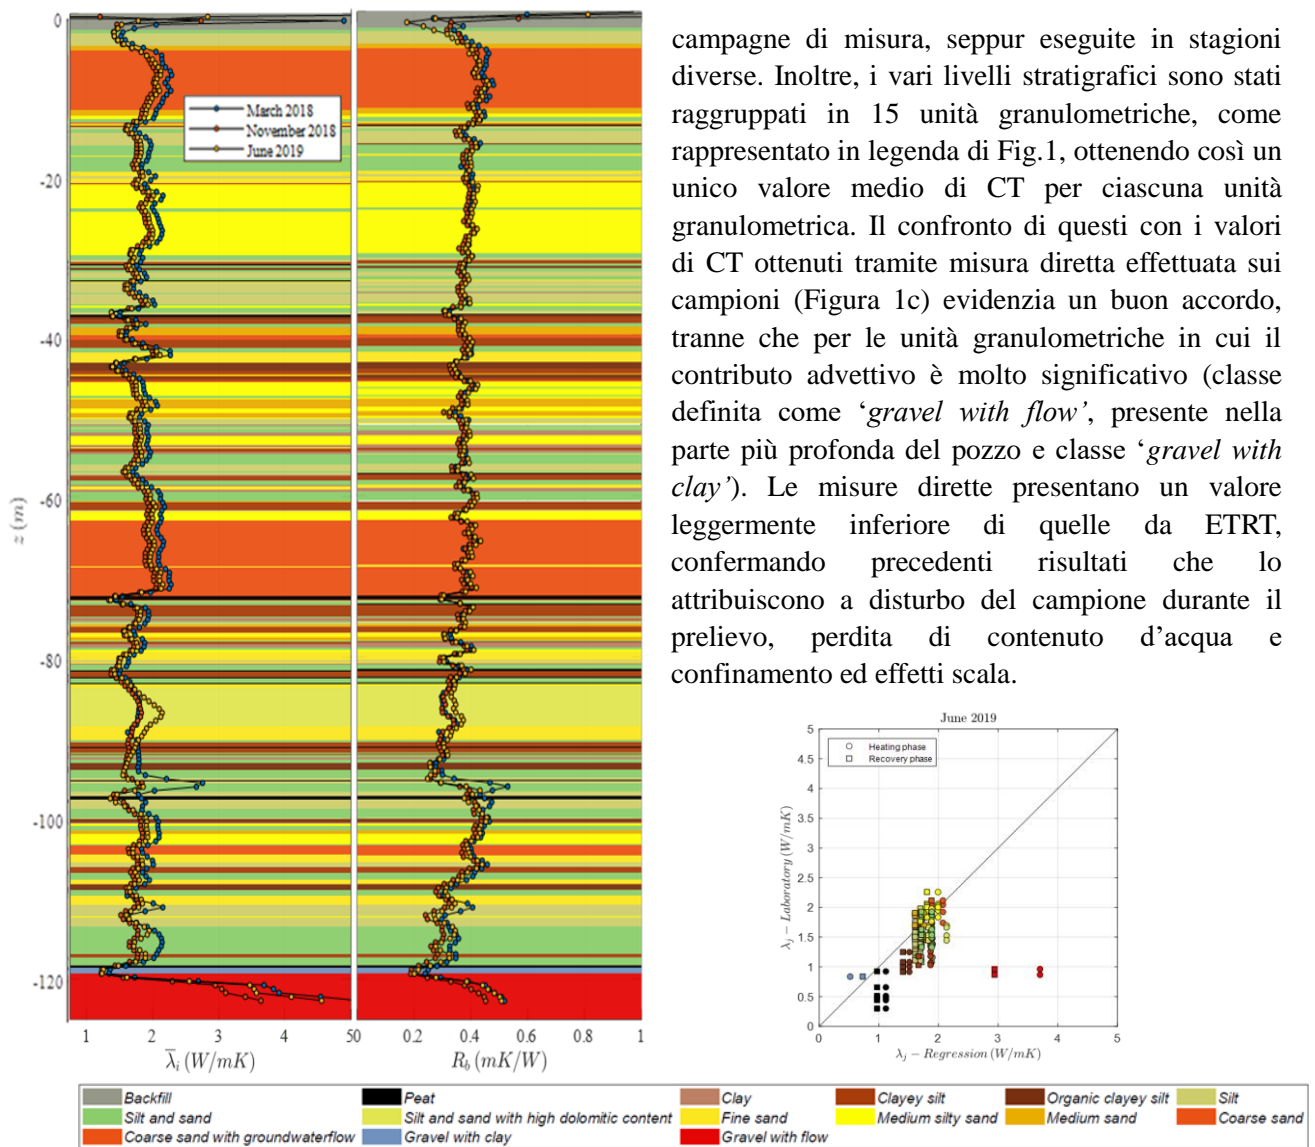 0
-20
-40
-60
-80
-100
-120
z (m)
March 2018
November 2018
June 2019
1
2
3
4
50
0.2
0.4
0.6
0.8
1
λ̅i (W/mK)
Rb (mK/W)
campagne di misura, seppur eseguite in stagioni
diverse. Inoltre, i vari livelli stratigrafici sono stati
raggruppati in 15 unità granulometriche, come
rappresentato in legenda di Fig.1, ottenendo così un
unico valore medio di CT per ciascuna unità
granulometrica. Il confronto di questi con i valori
di CT ottenuti tramite misura diretta effettuata sui
campioni (Figura 1c) evidenzia un buon accordo,
tranne che per le unità granulometriche in cui il
contributo advettivo è molto significativo (classe
definita come ‘gravel with flow’, presente nella
parte più profonda del pozzo e classe ‘gravel with
clay’). Le misure dirette presentano un valore
leggermente inferiore di quelle da ETRT,
confermando precedenti risultati che lo
attribuiscono a disturbo del campione durante il
prelievo, perdita di contenuto d’acqua e
confinamento ed effetti scala.
June 2019
Heating phase
Recovery phase
5
4.5
4
3.5
3
2.5
2
1.5
1
0.5
0
λj − Laboratory (W/mK)
0
1
2
3
4
5
λj − Regression (W/mK)
Backfill
Peat
Clay
Clayey silt
Organic clayey silt
Silt
Silt and sand
Silt and sand with high dolomitic content
Fine sand
Medium silty sand
Medium sand
Coarse sand
Coarse sand with groundwaterflow
Gravel with clay
Gravel with flow